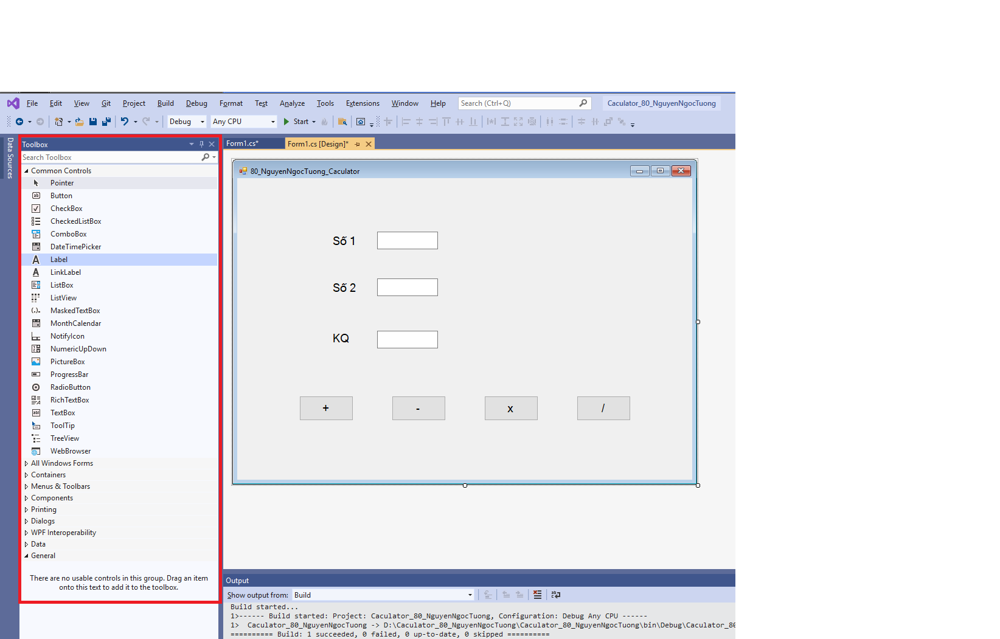 File Edit View Git Project Build Debug Format Test Analyze Tools Extensions Window Help Search (Ctrl+Q) Caculator_80_NguyenNgocTuong
Debug Any CPU Start
Data Sources
Toolbox
Search Toolbox
Common Controls
Pointer
Button
CheckBox
CheckedListBox
ComboBox
DateTimePicker
Label
LinkLabel
ListBox
ListView
MaskedTextBox
MonthCalendar
NotifyIcon
NumericUpDown
PictureBox
ProgressBar
RadioButton
RichTextBox
TextBox
ToolTip
TreeView
WebBrowser
All Windows Forms
Containers
Menus & Toolbars
Components
Printing
Dialogs
WPF Interoperability
Data
General
There are no usable controls in this group. Drag an item
onto this text to add it to the toolbox.
Form1.cs* Form1.cs [Design]*
80_NguyenNgocTuong_Caculator
Số 1
Số 2
KQ
+ - x /
Output
Show output from: Build
Build started...
1>------ Build started: Project: Caculator_80_NguyenNgocTuong, Configuration: Debug Any CPU ------
1>  Caculator_80_NguyenNgocTuong -> D:\Caculator_80_NguyenNgocTuong\Caculator_80_NguyenNgocTuong\bin\Debug\Caculator_80
========== Build: 1 succeeded, 0 failed, 0 up-to-date, 0 skipped ==========